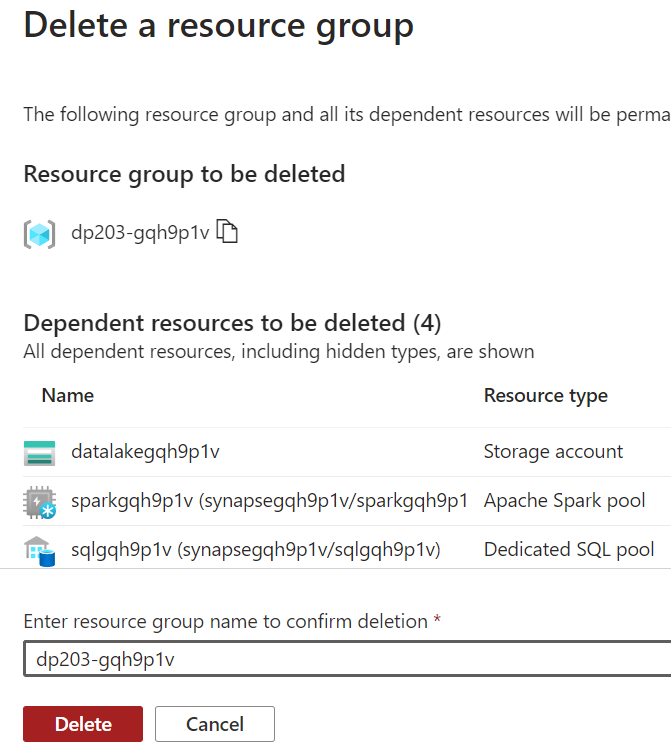 Delete a resource group
The following resource group and all its dependent resources will be perma
Resource group to be deleted
dp203-gqh9p1v
Dependent resources to be deleted (4)
All dependent resources, including hidden types, are shown
Name Resource type
datalakegqh9p1v Storage account
sparkgqh9p1v (synapsegqh9p1v/sparkgqh9p1 Apache Spark pool
sqlgqh9p1v (synapsegqh9p1v/sqlgqh9p1v) Dedicated SQL pool
Enter resource group name to confirm deletion *
dp203-gqh9p1v
Delete Cancel